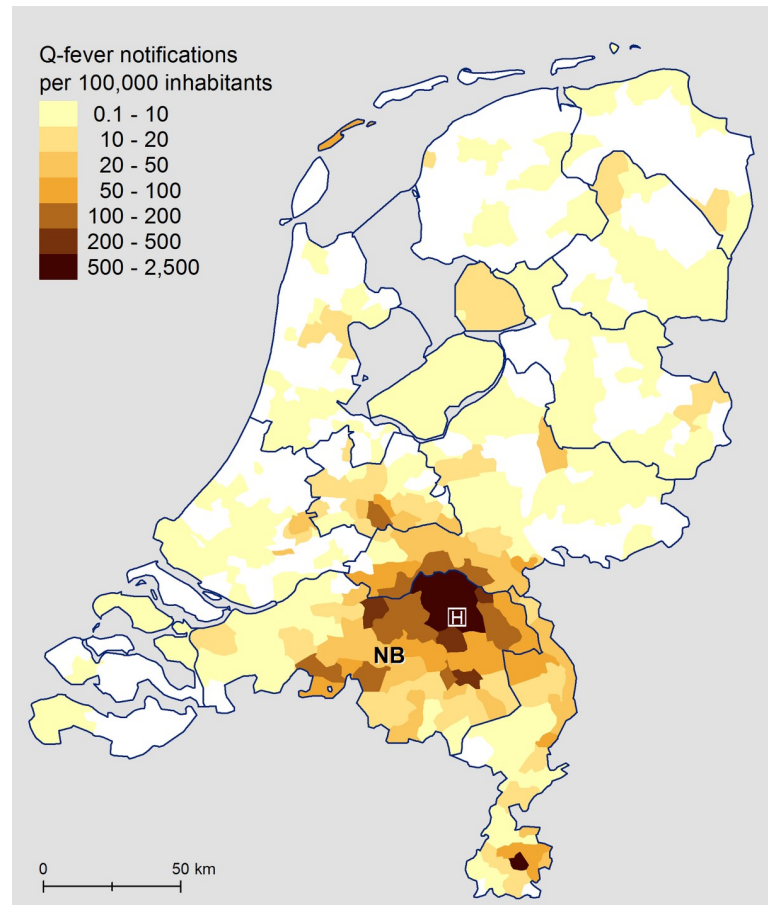 Q-fever notifications
per 100,000 inhabitants
0.1 - 10
10 - 20
20 - 50
50 - 100
100 - 200
200 - 500
500 - 2,500
H
NB
0 50 km